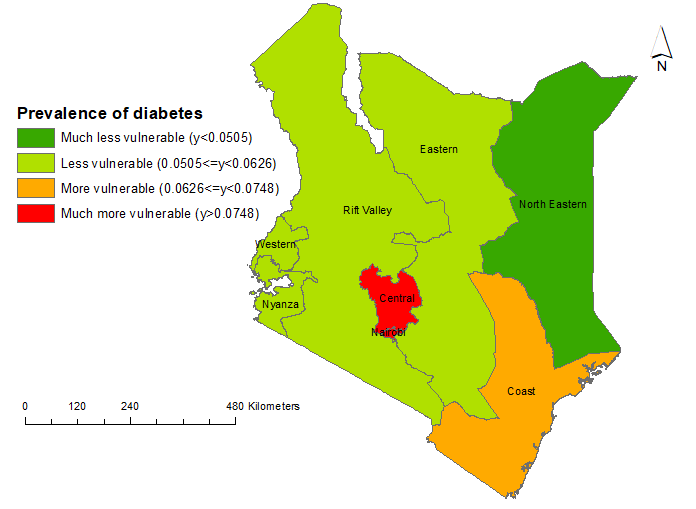 N
Prevalence of diabetes
Much less vulnerable (y<0.0505)
Less vulnerable (0.0505<=y<0.0626)
More vulnerable (0.0626<=y<0.0748)
Much more vulnerable (y>0.0748)
Eastern
North Eastern
Rift Valley
Western
Central
Nyanza
Nairobi
Coast
0 120 240 480 Kilometers